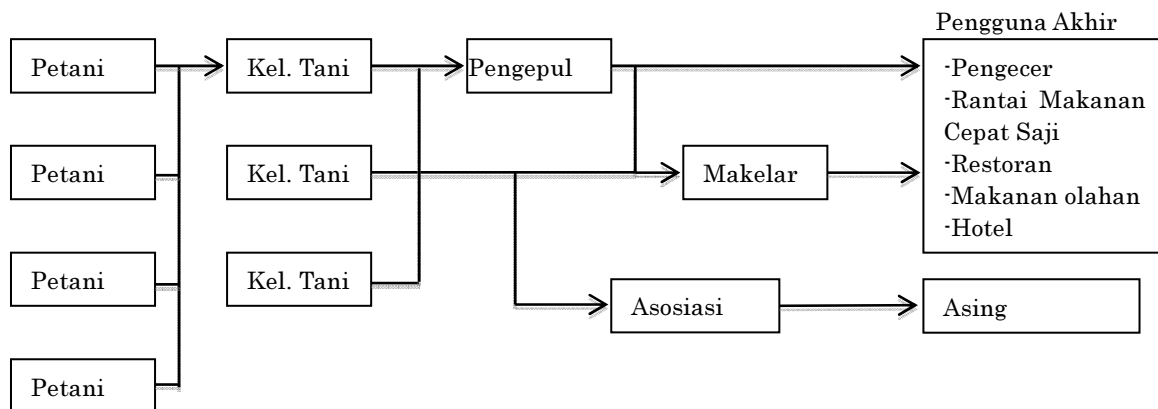 Pengguna Akhir
Petani
Kel. Tani
Pengepul
-Pengecer
-Rantai Makanan
Cepat Saji
-Restoran
-Makanan olahan
-Hotel
Petani
Kel. Tani
Makelar
Petani
Kel. Tani
Asosiasi
Asing
Petani